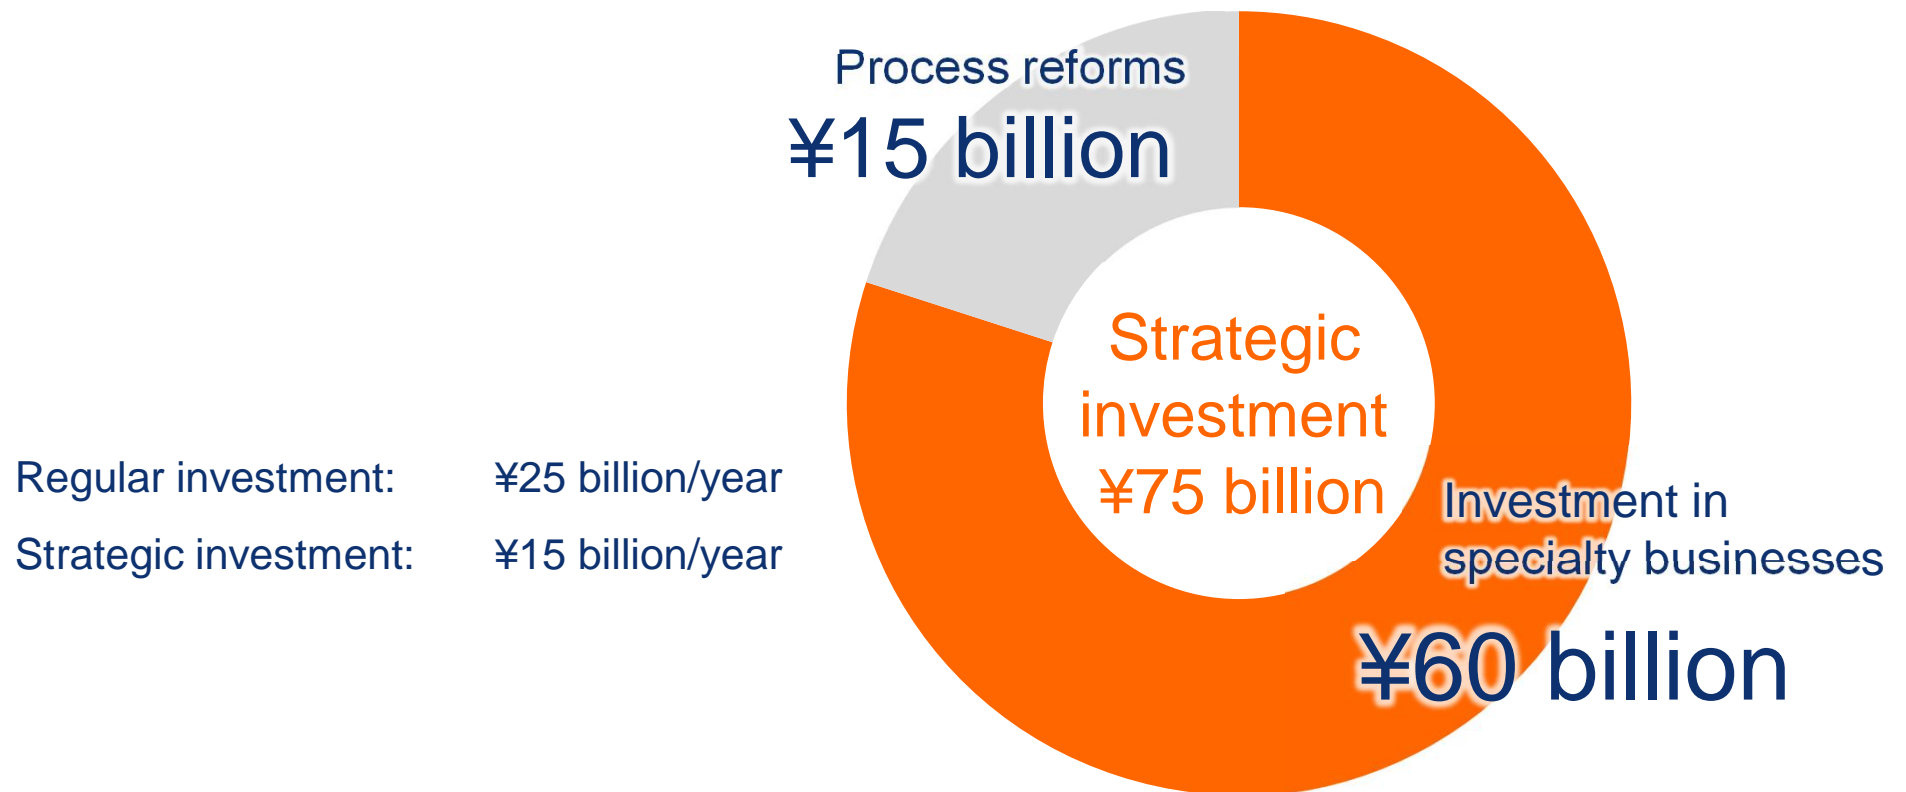 Process reforms
¥15 billion
Strategic
investment
¥75 billion
Regular investment: ¥25 billion/year
Strategic investment: ¥15 billion/year
Investment in
specialty businesses
¥60 billion